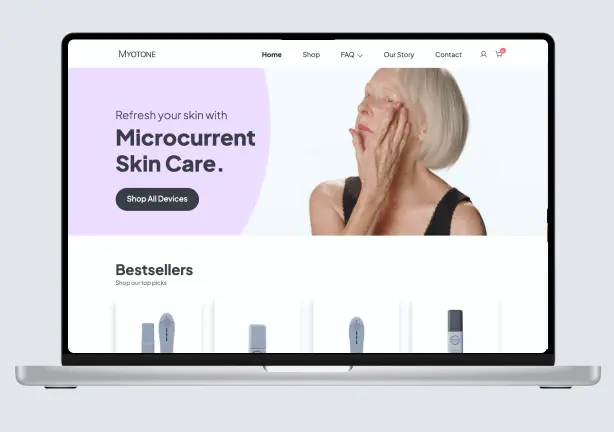 MYOTONE
Home
Shop
FAQ
Our Story
Contact
Refresh your skin with
Microcurrent
Skin Care.
Shop All Devices
Bestsellers
Shop our top picks